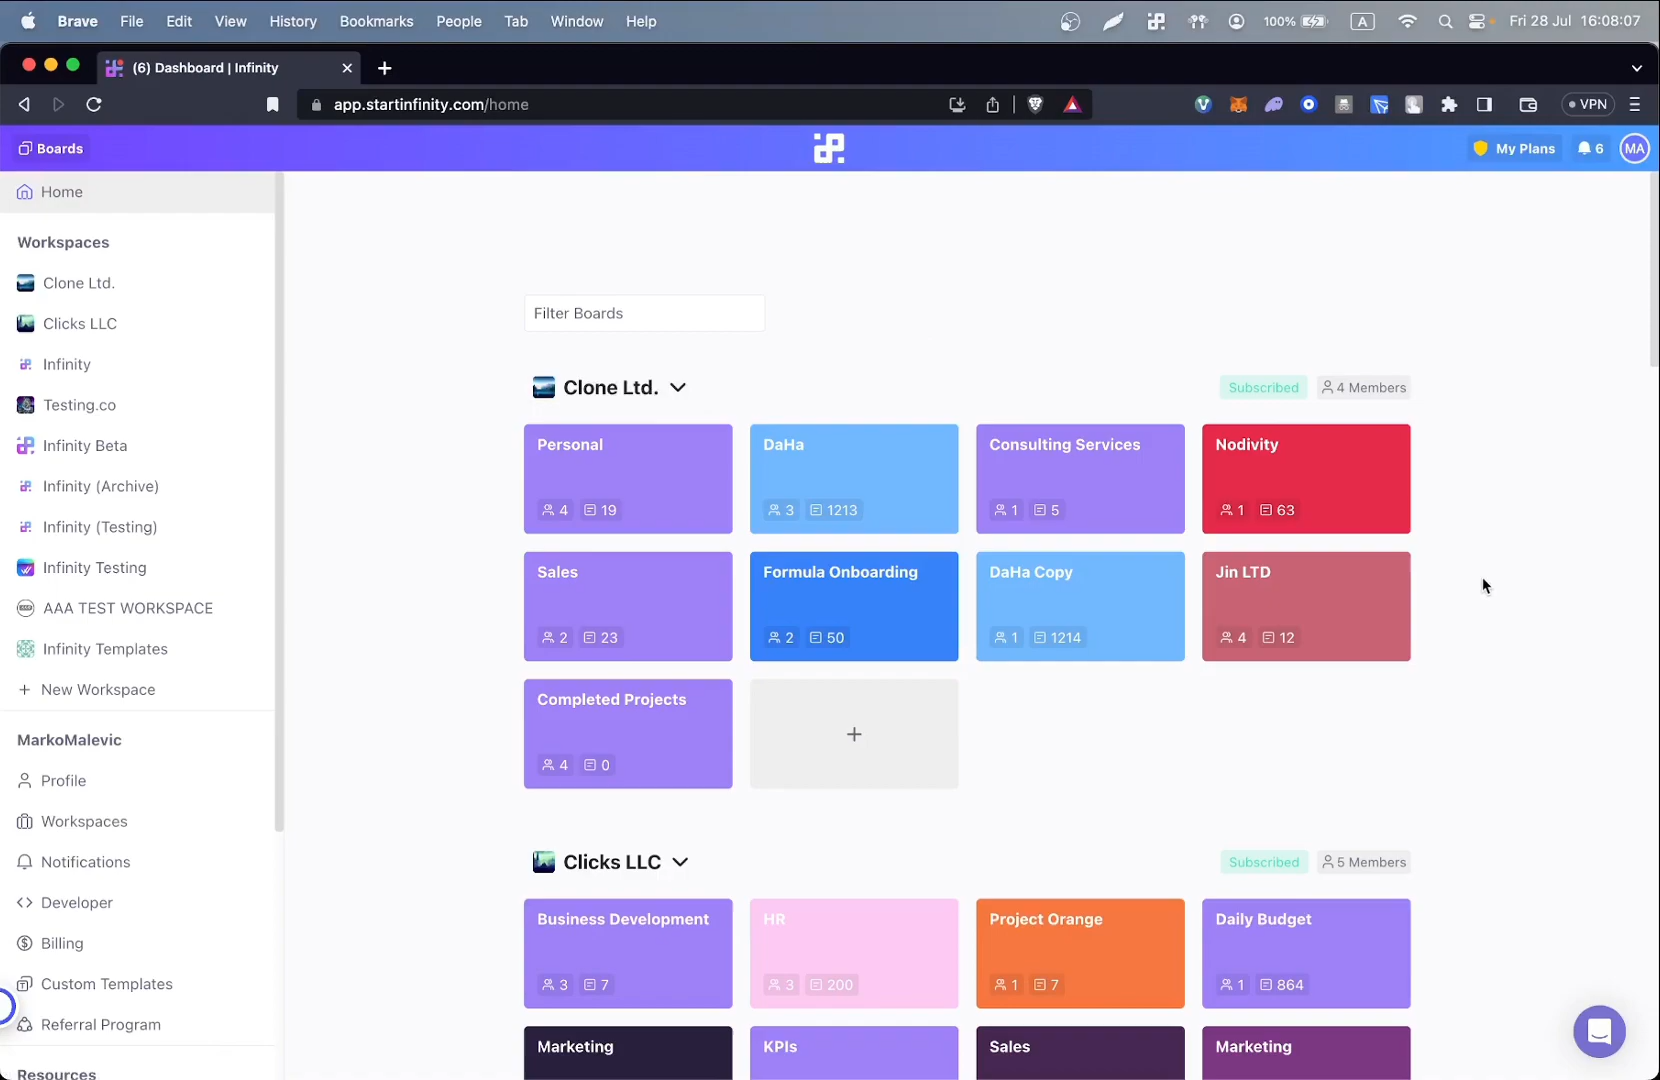 Brave File Edit View History Bookmarks People Tab Window Help 100% A Fri 28 Jul 16:08:07
(6) Dashboard | Infinity
app.startinfinity.com/home VPN
Boards My Plans 6 MA
Home
Workspaces
Clone Ltd.
Clicks LLC
Infinity
Testing.co
Infinity Beta
Infinity (Archive)
Infinity (Testing)
Infinity Testing
AAA TEST WORKSPACE
Infinity Templates
+ New Workspace
MarkoMalevic
Profile
Workspaces
Notifications
Developer
Billing
Custom Templates
Referral Program
Resources
Filter Boards
Clone Ltd. Subscribed 4 Members
Personal DaHa Consulting Services Nodivity
4 19 3 1213 1 5 1 63
Sales Formula Onboarding DaHa Copy Jin LTD
2 23 2 50 1 1214 4 12
Completed Projects
4 0 +
Clicks LLC Subscribed 5 Members
Business Development HR Project Orange Daily Budget
3 7 3 200 1 7 1 864
Marketing KPIs Sales Marketing